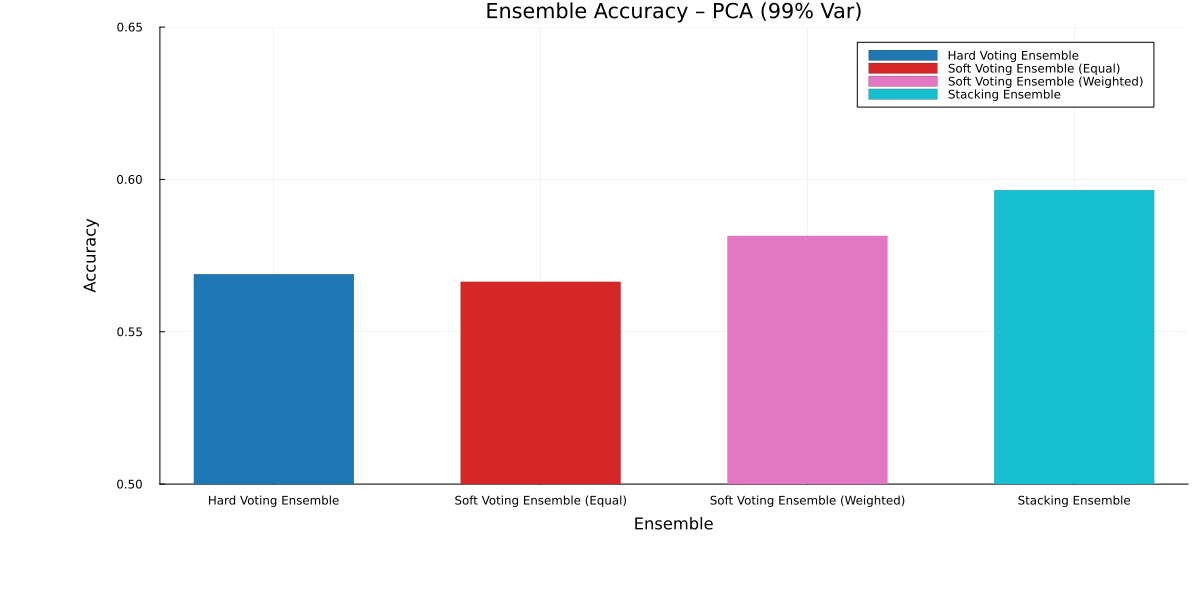 Ensemble Accuracy – PCA (99% Var)
0.65
0.60
0.55
0.50
Accuracy
Hard Voting Ensemble
Soft Voting Ensemble (Equal)
Soft Voting Ensemble (Weighted)
Stacking Ensemble
Hard Voting Ensemble
Soft Voting Ensemble (Equal)
Soft Voting Ensemble (Weighted)
Stacking Ensemble
Ensemble